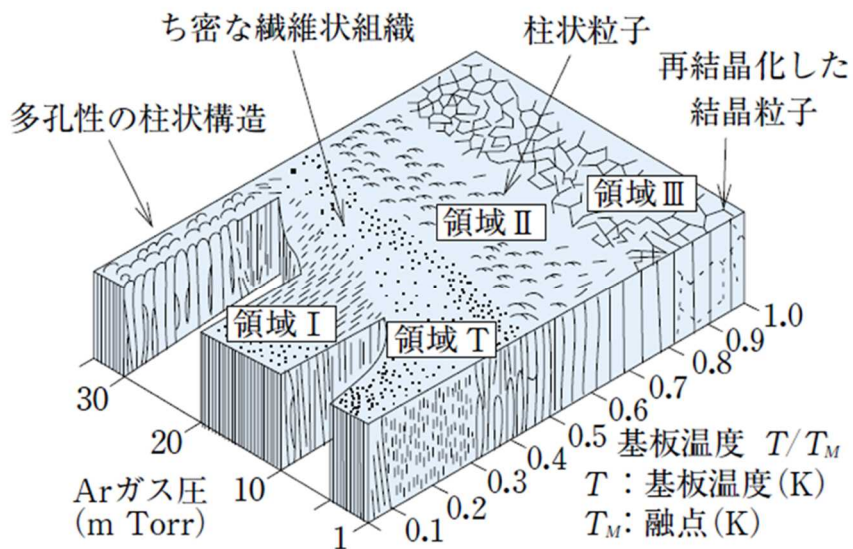 ち密な繊維状組織
柱状粒子
再結晶化した
結晶粒子
多孔性の柱状構造
領域Ⅲ
領域Ⅱ
領域Ⅰ
領域T
30
20
10
1
Arガス圧
(m Torr)
0.1
0.2
0.3
0.4
0.5
0.6
0.7
0.8
0.9
1.0
基板温度 T/TM
T：基板温度(K)
TM：融点(K)